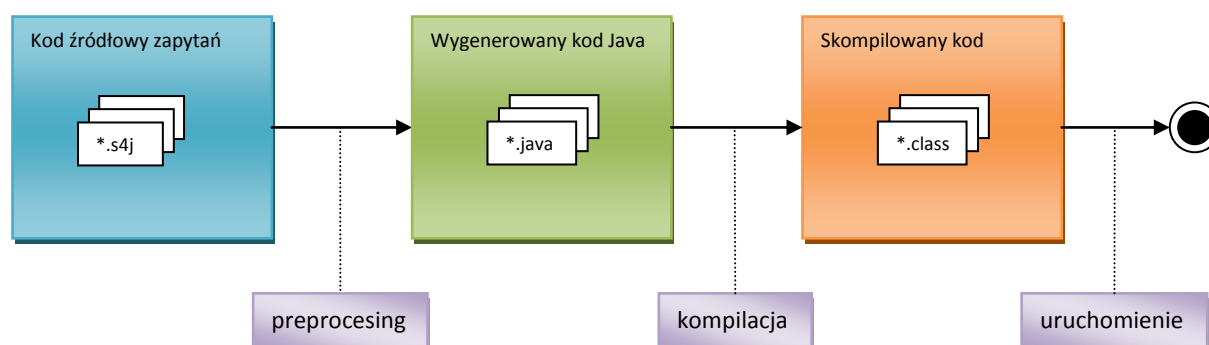 Kod źródłowy zapytań
*.s4j
Wygenerowany kod Java
*.java
Skompilowany kod
*.class
preprocesing
kompilacja
uruchomienie